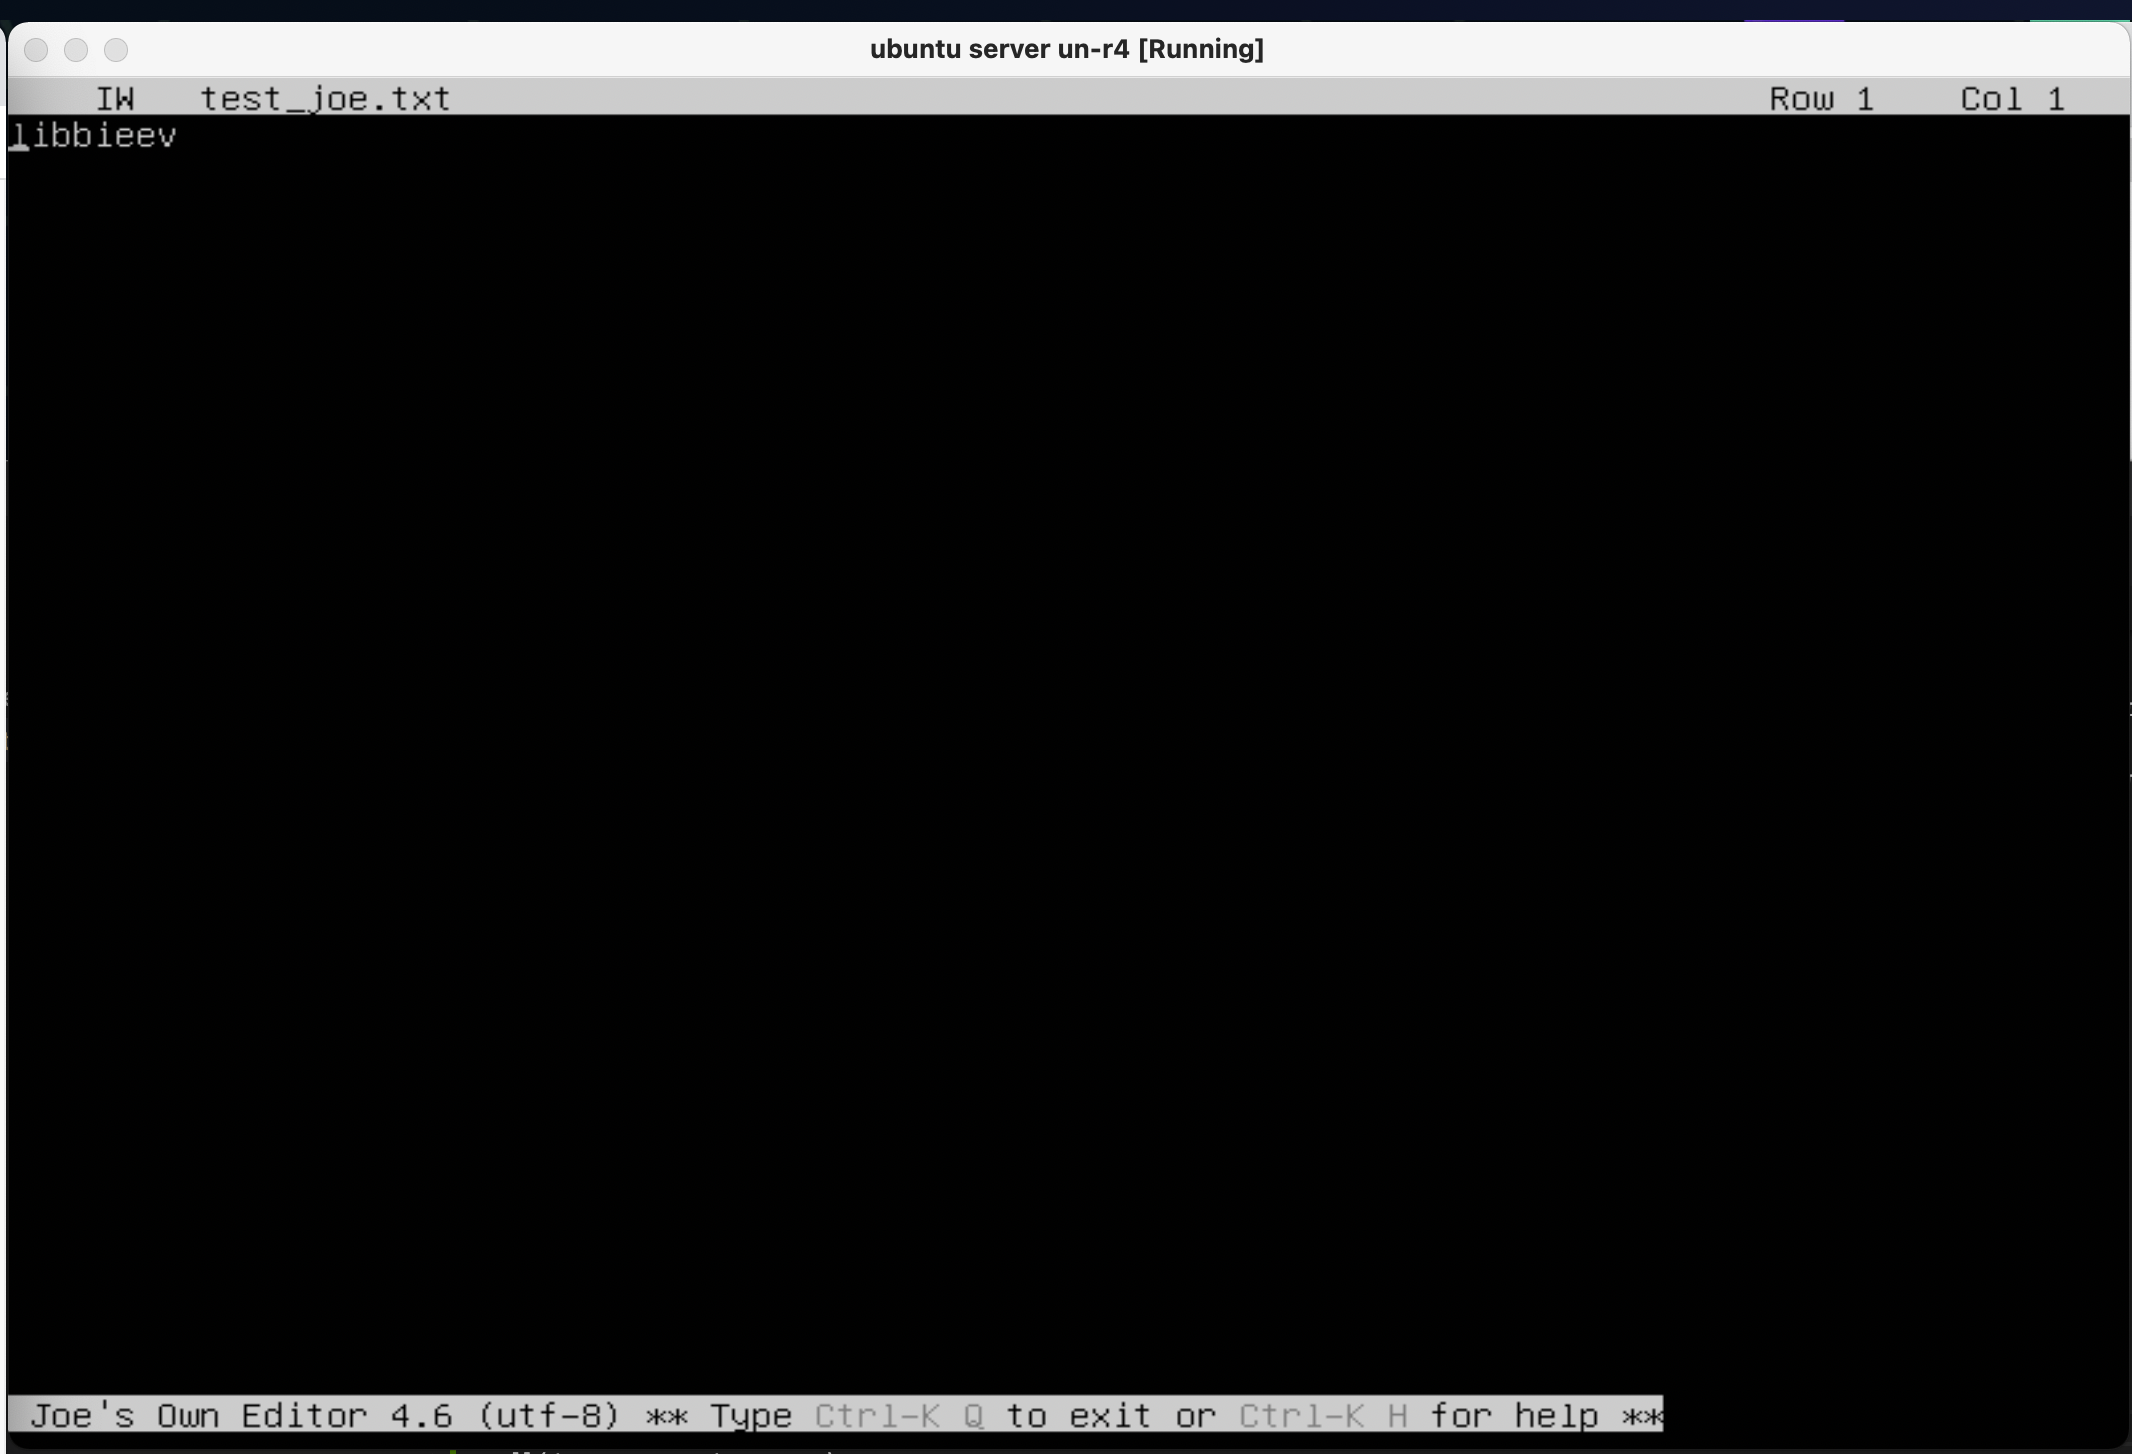 ubuntu server un-r4 [Running]
IW test_joe.txt Row 1 Col 1
libbieev
Joe's Own Editor 4.6 (utf-8) ** Type Ctrl-K Q to exit or Ctrl-K H for help **